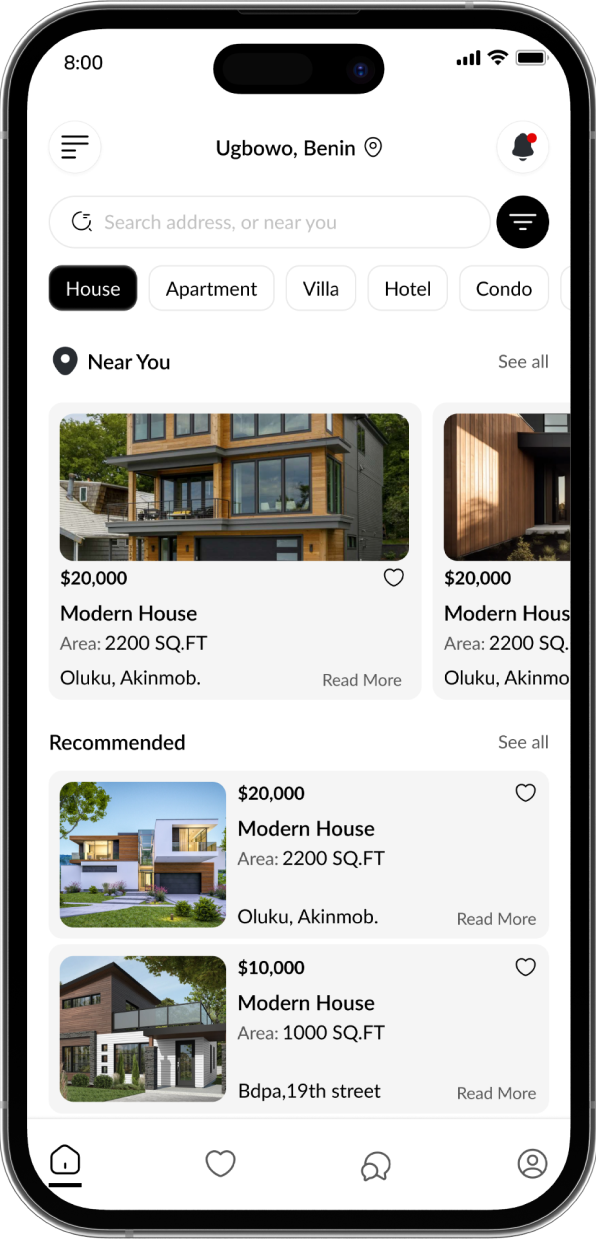 8:00
Ugbowo, Benin
Search address, or near you
House
Apartment
Villa
Hotel
Condo
Near You
See all
$20,000
Modern House
Area: 2200 SQ.FT
Oluku, Akinmob.
Read More
$20,000
Modern Hous
Area: 2200 SQ.
Oluku, Akinmo
Recommended
See all
$20,000
Modern House
Area: 2200 SQ.FT
Oluku, Akinmob.
Read More
$10,000
Modern House
Area: 1000 SQ.FT
Bdpa,19th street
Read More